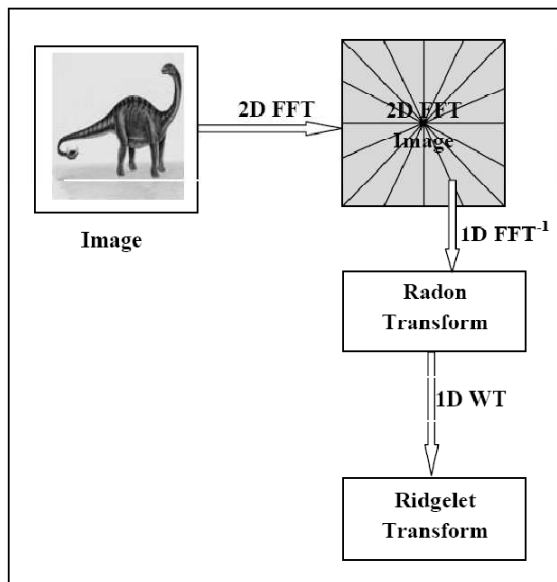 2D FFT
2D FFT
Image
Image
1D FFT⁻¹
Radon
Transform
1D WT
Ridgelet
Transform